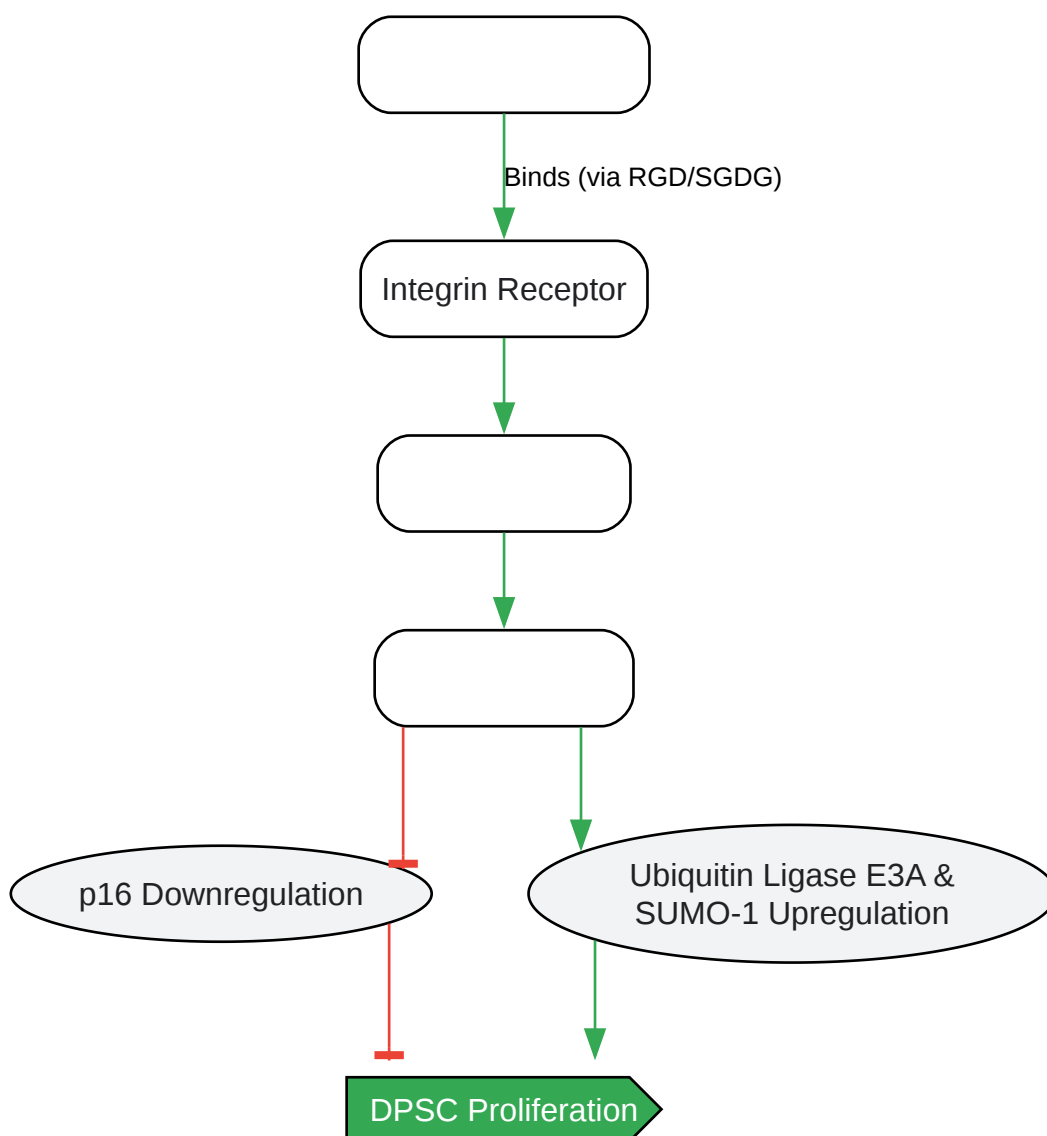 Binds (via RGD/SGDG)
Integrin Receptor
p16 Downregulation
Ubiquitin Ligase E3A &
SUMO-1 Upregulation
DPSC Proliferation